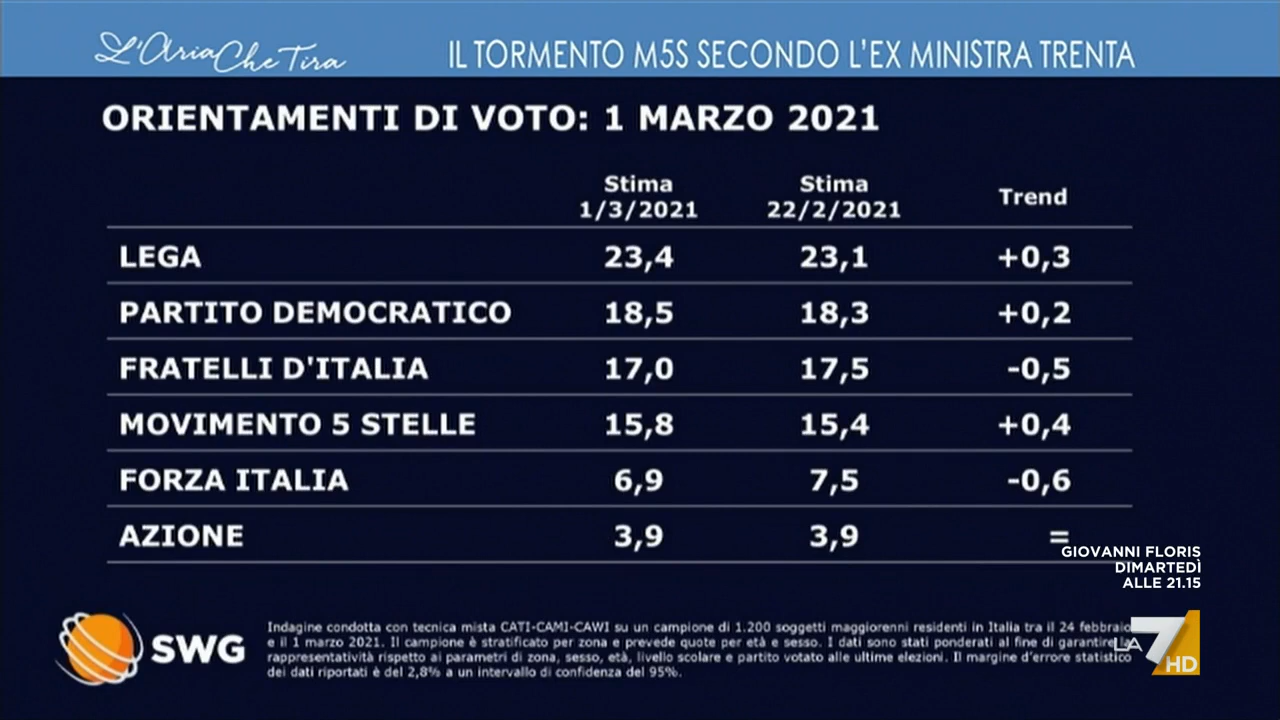 L'Aria Che Tira
IL TORMENTO M5S SECONDO L'EX MINISTRA TRENTA
ORIENTAMENTI DI VOTO: 1 MARZO 2021
Stima 1/3/2021 Stima 22/2/2021 Trend
LEGA 23,4 23,1 +0,3
PARTITO DEMOCRATICO 18,5 18,3 +0,2
FRATELLI D'ITALIA 17,0 17,5 -0,5
MOVIMENTO 5 STELLE 15,8 15,4 +0,4
FORZA ITALIA 6,9 7,5 -0,6
AZIONE 3,9 3,9 =
GIOVANNI FLORIS
DIMARTEDÌ
ALLE 21.15
SWG
Indagine condotta con tecnica mista CATI-CAMI-CAWI su un campione di 1.200 soggetti maggiorenni residenti in Italia tra il 24 febbraio
e il 1 marzo 2021. Il campione è stratificato per zona e prevede quote per età e sesso. I dati sono stati ponderati al fine di garantire la
rappresentatività rispetto ai parametri di zona, sesso, età, livello scolare e partito votato alle ultime elezioni. Il margine d'errore statistico
dei dati riportati è del 2,8% a un intervallo di confidenza del 95%.
LA 7 HD